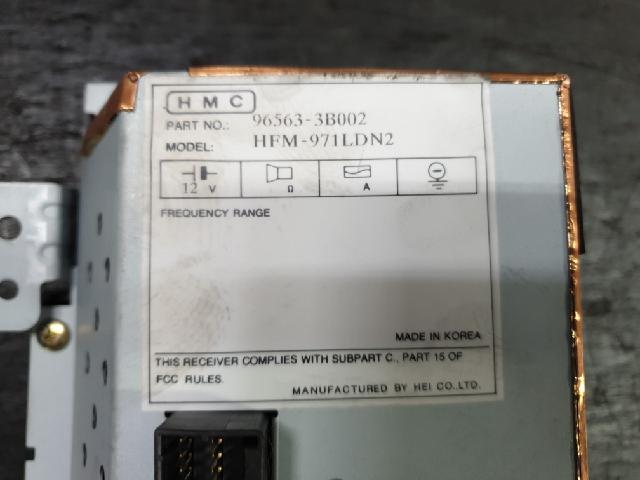 HMC
PART NO.: 96563-3B002
MODEL: HFM-971LDN2
12 V Ω A
FREQUENCY RANGE
MADE IN KOREA
THIS RECEIVER COMPLIES WITH SUBPART C., PART 15 OF
FCC RULES.
MANUFACTURED BY HEI CO.LTD.